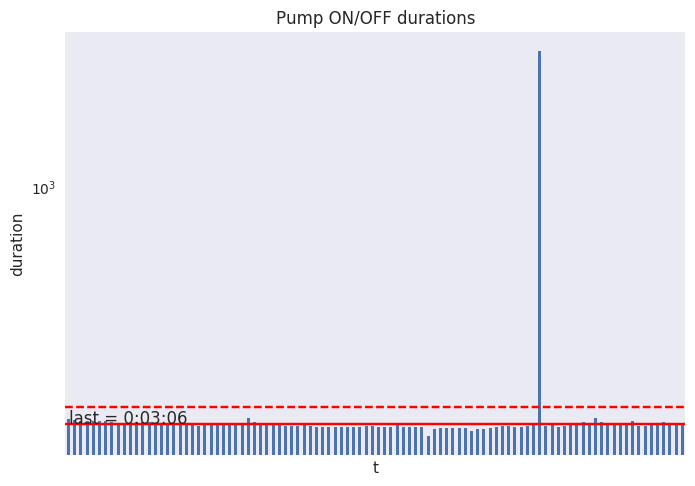 Pump ON/OFF durations
10³
duration
last = 0:03:06
t